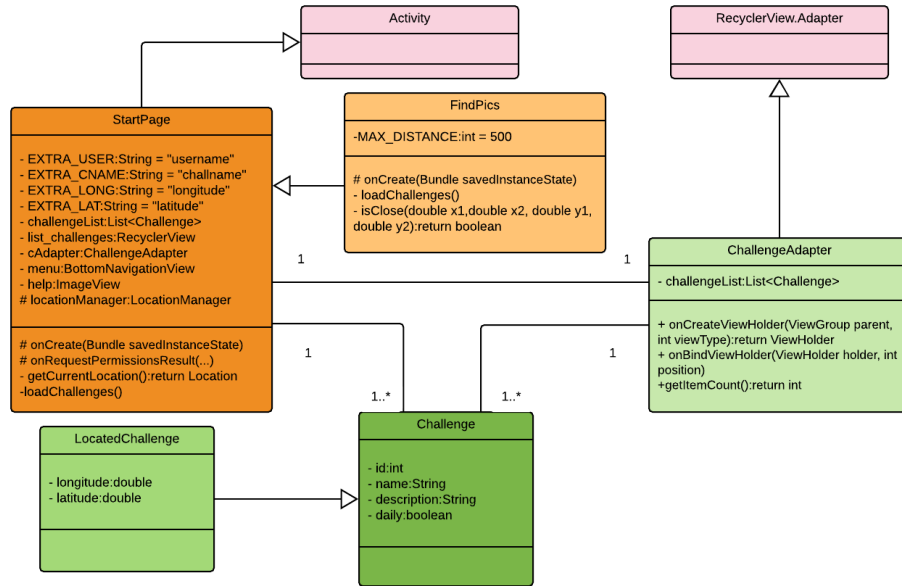 Activity
RecyclerView.Adapter
FindPics
-MAX_DISTANCE:int = 500
# onCreate(Bundle savedInstanceState)
- loadChallenges()
- isClose(double x1,double x2, double y1,
double y2):return boolean
StartPage
- EXTRA_USER:String = "username"
- EXTRA_CNAME:String = "challname"
- EXTRA_LONG:String = "longitude"
- EXTRA_LAT:String = "latitude"
- challengeList:List<Challenge>
- list_challenges:RecyclerView
- cAdapter:ChallengeAdapter
- menu:BottomNavigationView
- help:ImageView
# locationManager:LocationManager
# onCreate(Bundle savedInstanceState)
# onRequestPermissionsResult(...)
- getCurrentLocation():return Location
-loadChallenges()
1
1
ChallengeAdapter
- challengeList:List<Challenge>
+ onCreateViewHolder(ViewGroup parent,
int viewType):return ViewHolder
+ onBindViewHolder(ViewHolder holder, int
position)
+getItemCount():return int
1
1
1..*
1..*
LocatedChallenge
- longitude:double
- latitude:double
Challenge
- id:int
- name:String
- description:String
- daily:boolean